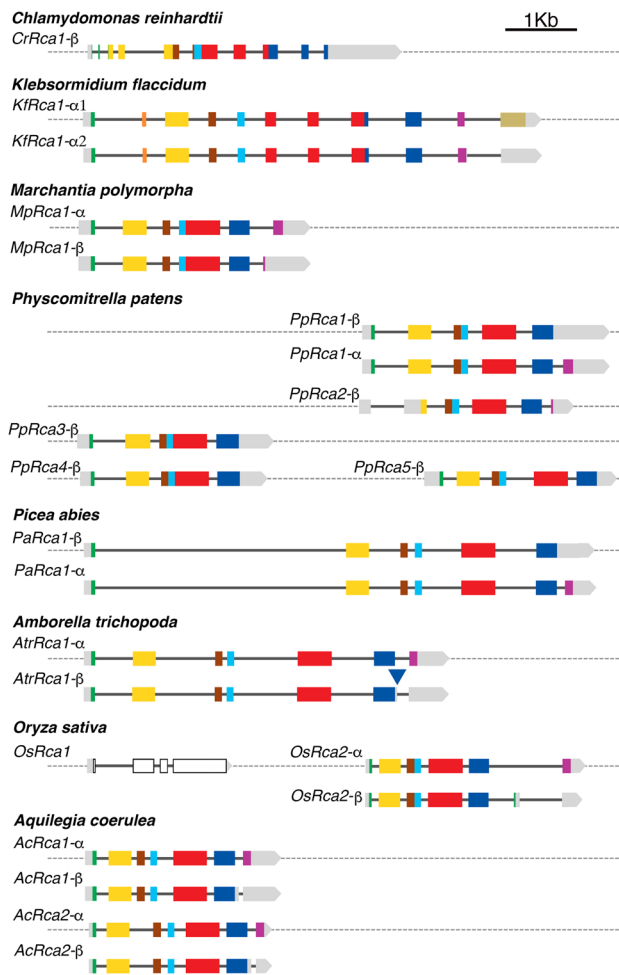 Chlamydomonas reinhardtii
1Kb
CrRca1-β
Klebsormidium flaccidum
KfRca1-α1
KfRca1-α2
Marchantia polymorpha
MpRca1-α
MpRca1-β
Physcomitrella patens
PpRca1-β
PpRca1-α
PpRca2-β
PpRca3-β
PpRca4-β PpRca5-β
Picea abies
PaRca1-β
PaRca1-α
Amborella trichopoda
AtrRca1-α
AtrRca1-β
Oryza sativa
OsRca1 OsRca2-α
OsRca2-β
Aquilegia coerulea
AcRca1-α
AcRca1-β
AcRca2-α
AcRca2-β